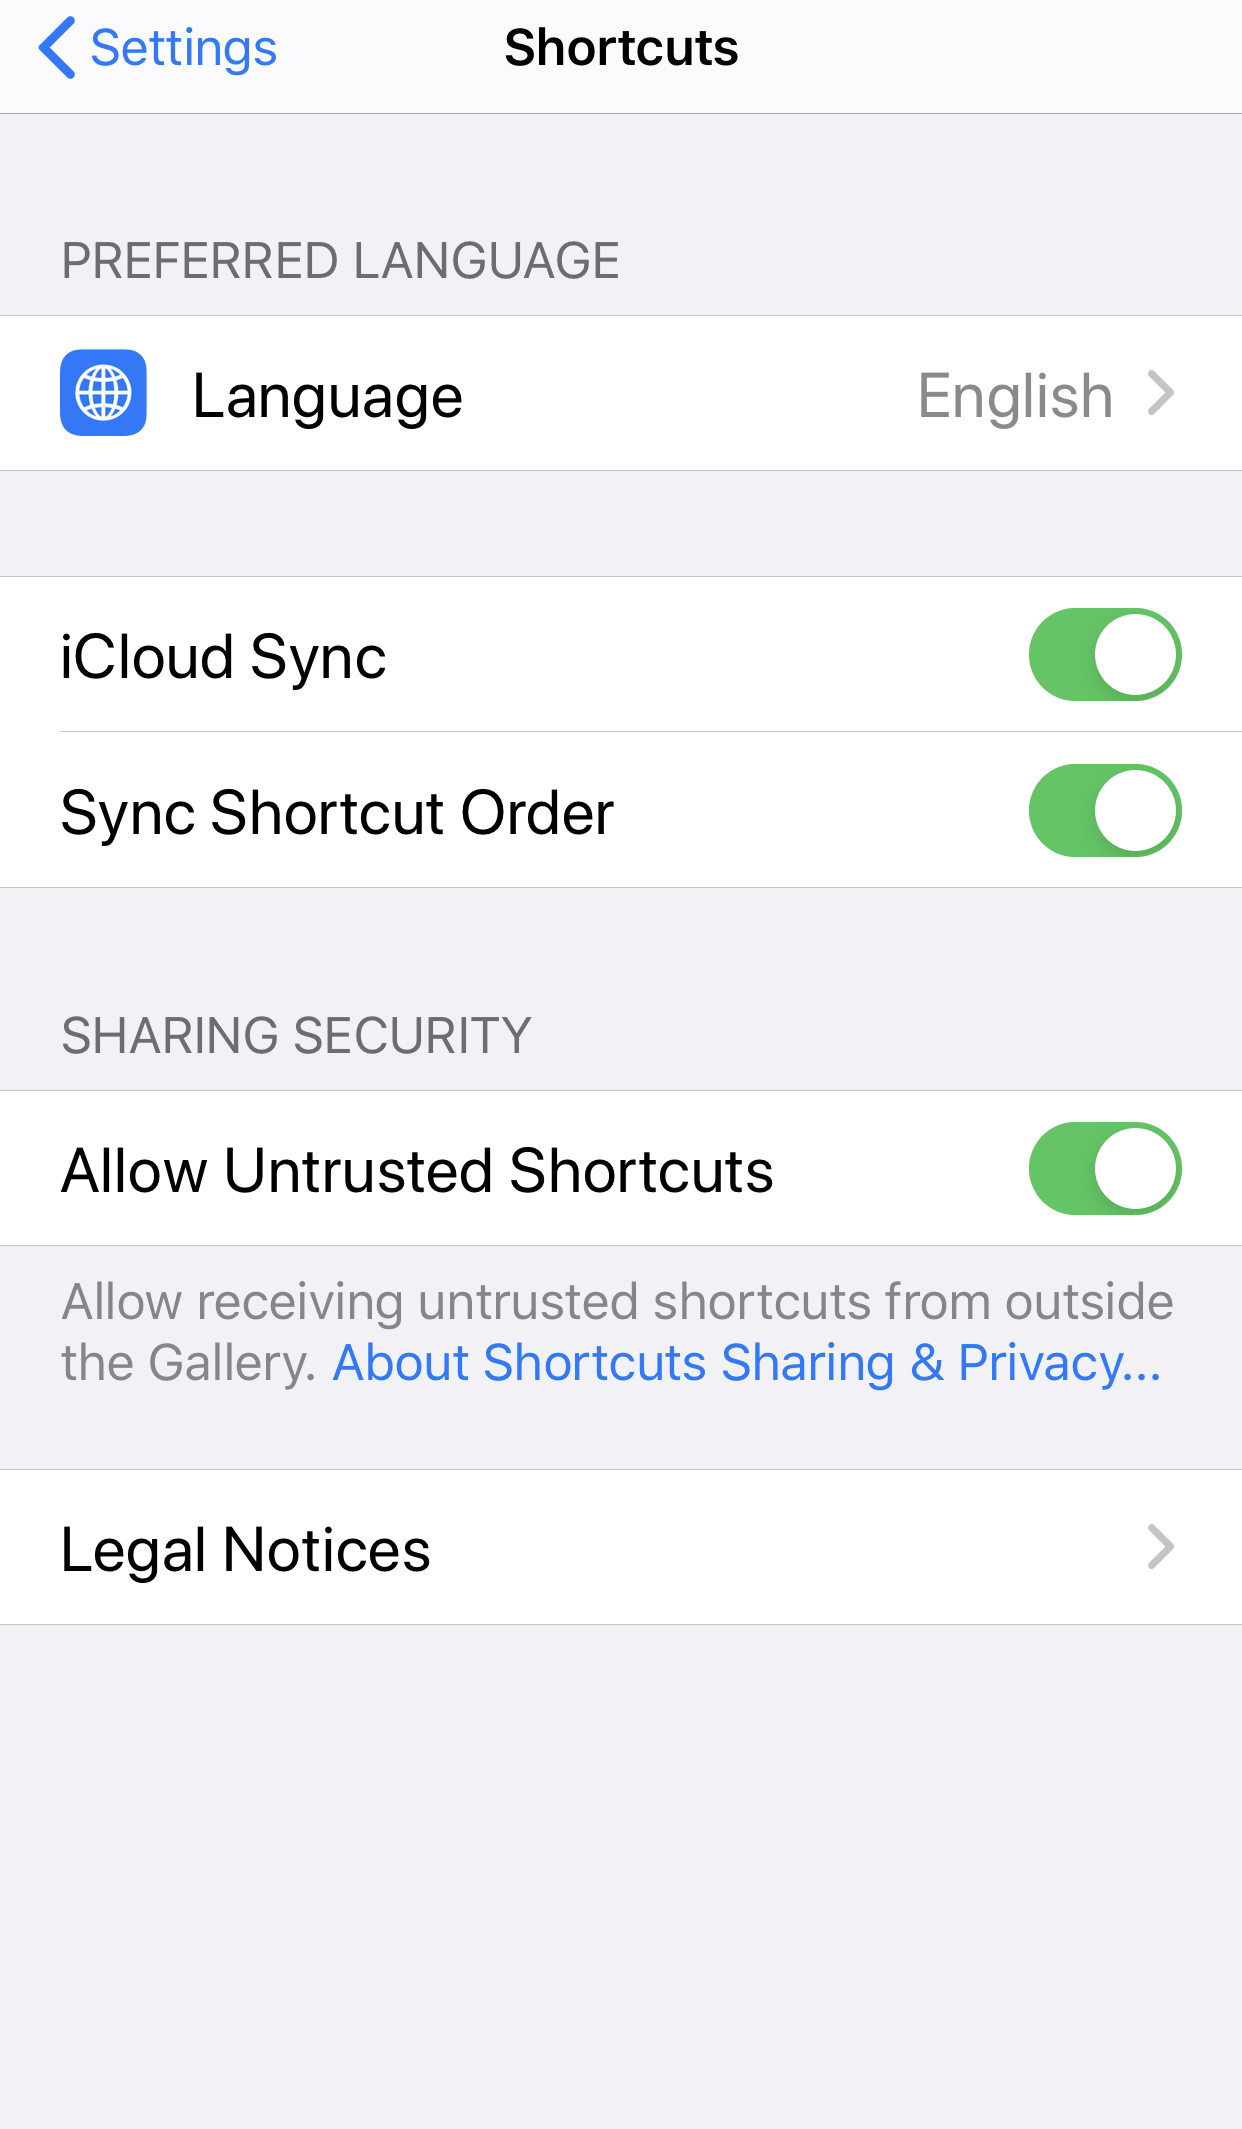 Settings
Shortcuts
PREFERRED LANGUAGE
Language
English
iCloud Sync
Sync Shortcut Order
SHARING SECURITY
Allow Untrusted Shortcuts
Allow receiving untrusted shortcuts from outside
the Gallery. About Shortcuts Sharing & Privacy...
Legal Notices